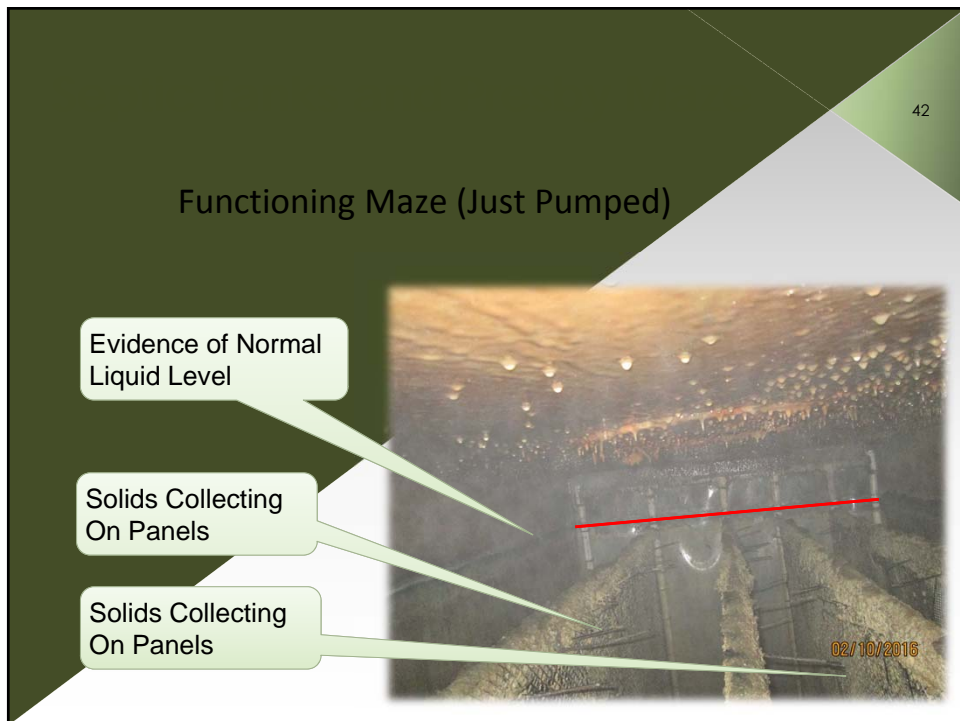 42
Functioning Maze (Just Pumped)
Evidence of Normal
Liquid Level
Solids Collecting
On Panels
Solids Collecting
On Panels
02/10/2016